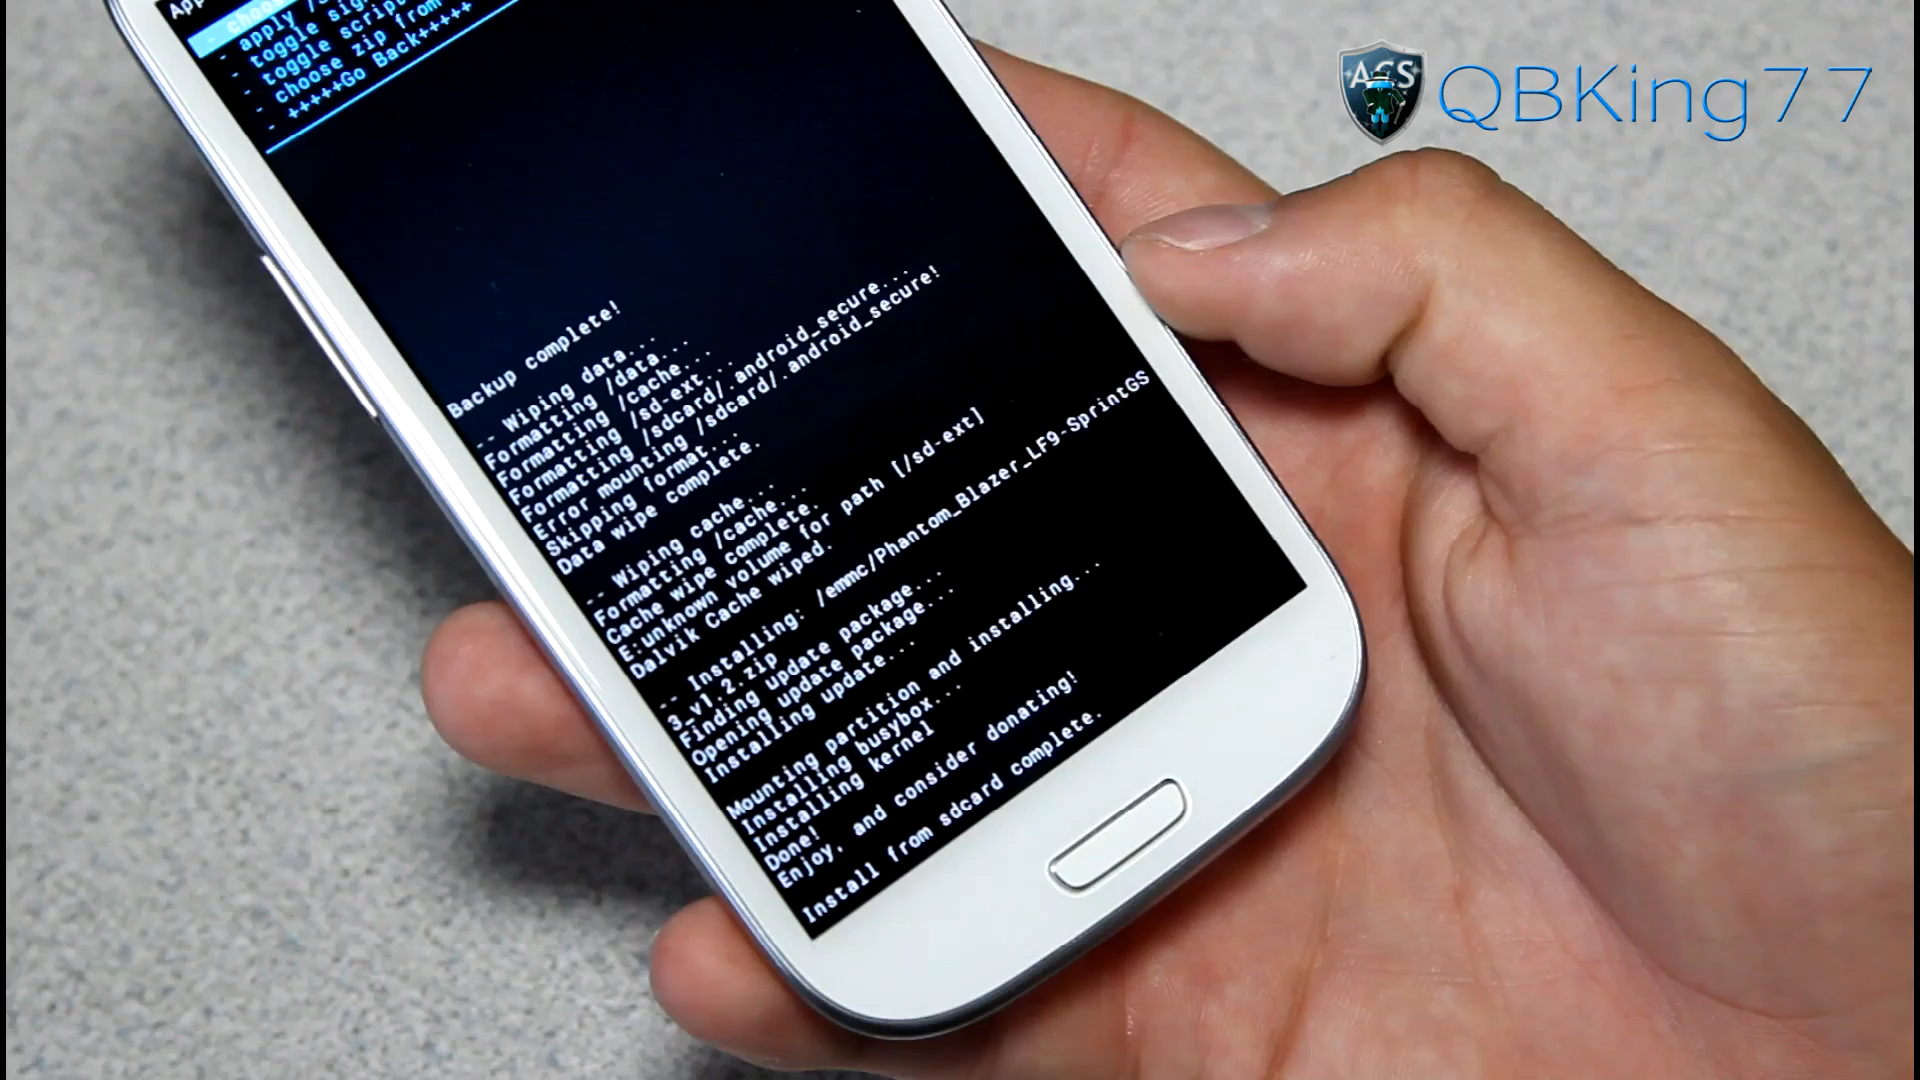 App
- choos
- apply /s
- toggle sig
- toggle script
- choose zip from
- +++++Go Back+++++
Backup complete!
-- Wiping data...
Formatting /data...
Formatting /cache...
Formatting /sd-ext...
Formatting /sdcard/.android_secure...
Error mounting /sdcard/.android_secure!
Skipping format...
Data wipe complete.
-- Wiping cache...
Formatting /cache...
Cache wipe complete.
E:unknown volume for path [/sd-ext]
Dalvik Cache wiped.
-- Installing: /emmc/Phantom_Blazer_LF9-SprintGS
3_v1.2.zip
Finding update package...
Opening update package...
Installing update...
Mounting partition and installing...
Installing busybox...
Installing kernel
Done!
Enjoy, and consider donating!
Install from sdcard complete.
ACS
QBKing77